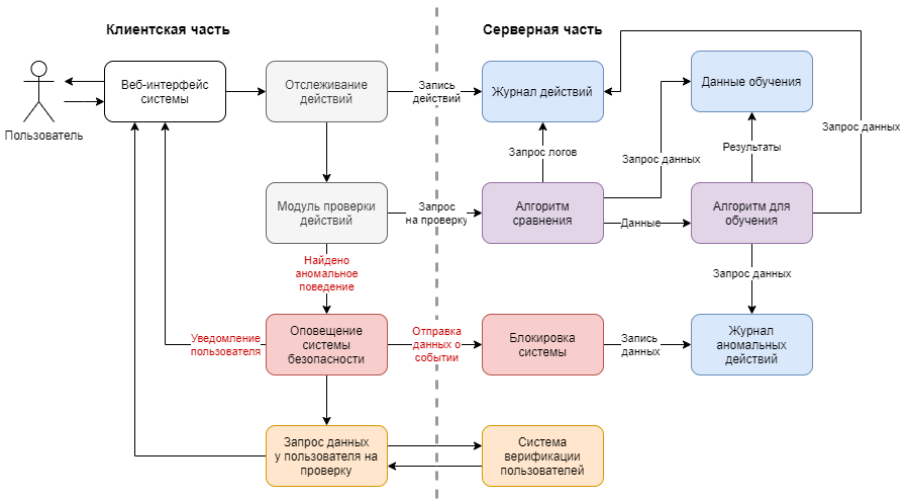 Клиентская часть
Серверная часть
Пользователь
Веб-интерфейс
системы
Отслеживание
действий
Запись
действий
Журнал действий
Данные обучения
Запрос данных
Запрос логов
Запрос данных
Результаты
Модуль проверки
действий
Запрос
на проверку
Алгоритм
сравнения
Данные
Алгоритм для
обучения
Найдено
аномальное
поведение
Запрос данных
Уведомление
пользователя
Оповещение
системы
безопасности
Отправка
данных о
событии
Блокировка
системы
Запись
данных
Журнал
аномальных
действий
Запрос данных
у пользователя на
проверку
Система
верификации
пользователей